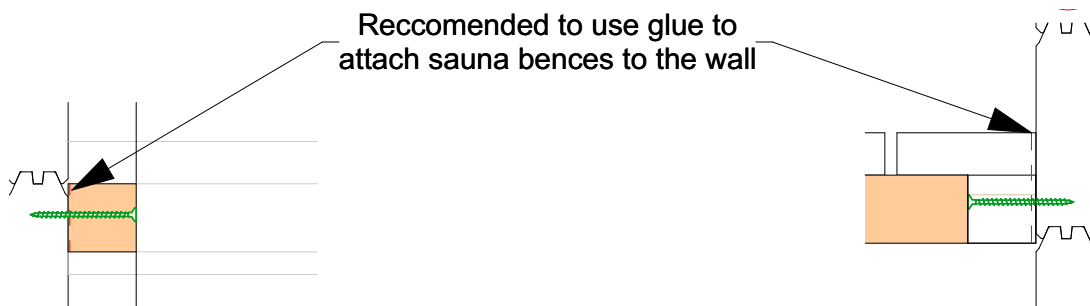 Reccomended to use glue to
attach sauna bences to the wall